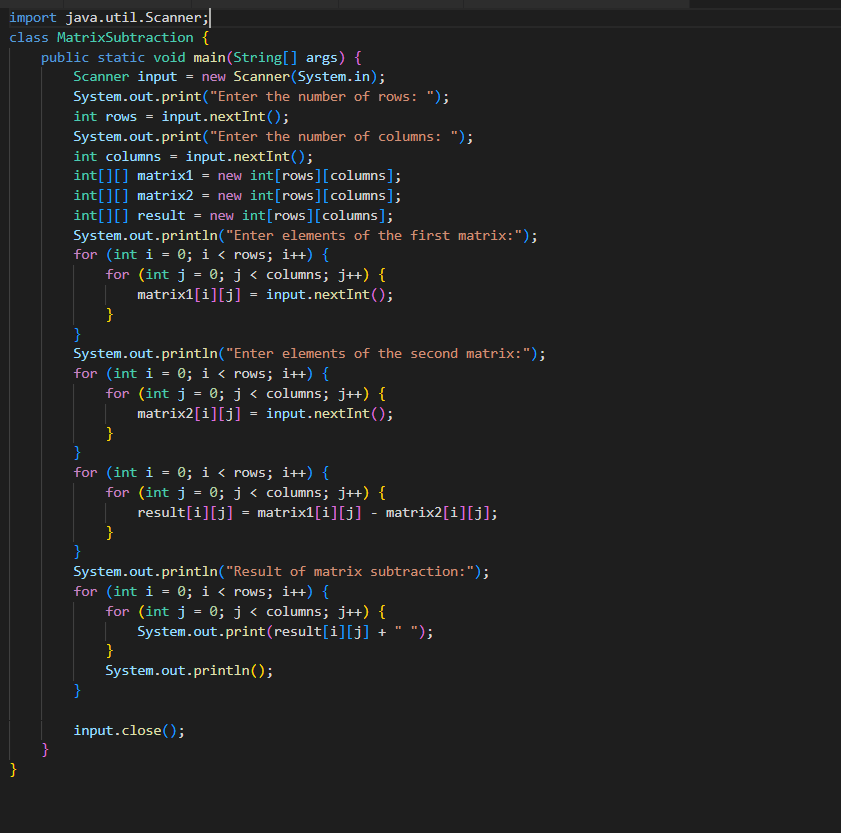 import java.util.Scanner;
class MatrixSubtraction {
    public static void main(String[] args) {
        Scanner input = new Scanner(System.in);
        System.out.print("Enter the number of rows: ");
        int rows = input.nextInt();
        System.out.print("Enter the number of columns: ");
        int columns = input.nextInt();
        int[][] matrix1 = new int[rows][columns];
        int[][] matrix2 = new int[rows][columns];
        int[][] result = new int[rows][columns];
        System.out.println("Enter elements of the first matrix:");
        for (int i = 0; i < rows; i++) {
            for (int j = 0; j < columns; j++) {
                matrix1[i][j] = input.nextInt();
            }
        }
        System.out.println("Enter elements of the second matrix:");
        for (int i = 0; i < rows; i++) {
            for (int j = 0; j < columns; j++) {
                matrix2[i][j] = input.nextInt();
            }
        }
        for (int i = 0; i < rows; i++) {
            for (int j = 0; j < columns; j++) {
                result[i][j] = matrix1[i][j] - matrix2[i][j];
            }
        }
        System.out.println("Result of matrix subtraction:");
        for (int i = 0; i < rows; i++) {
            for (int j = 0; j < columns; j++) {
                System.out.print(result[i][j] + " ");
            }
            System.out.println();
        }

        input.close();
    }
}